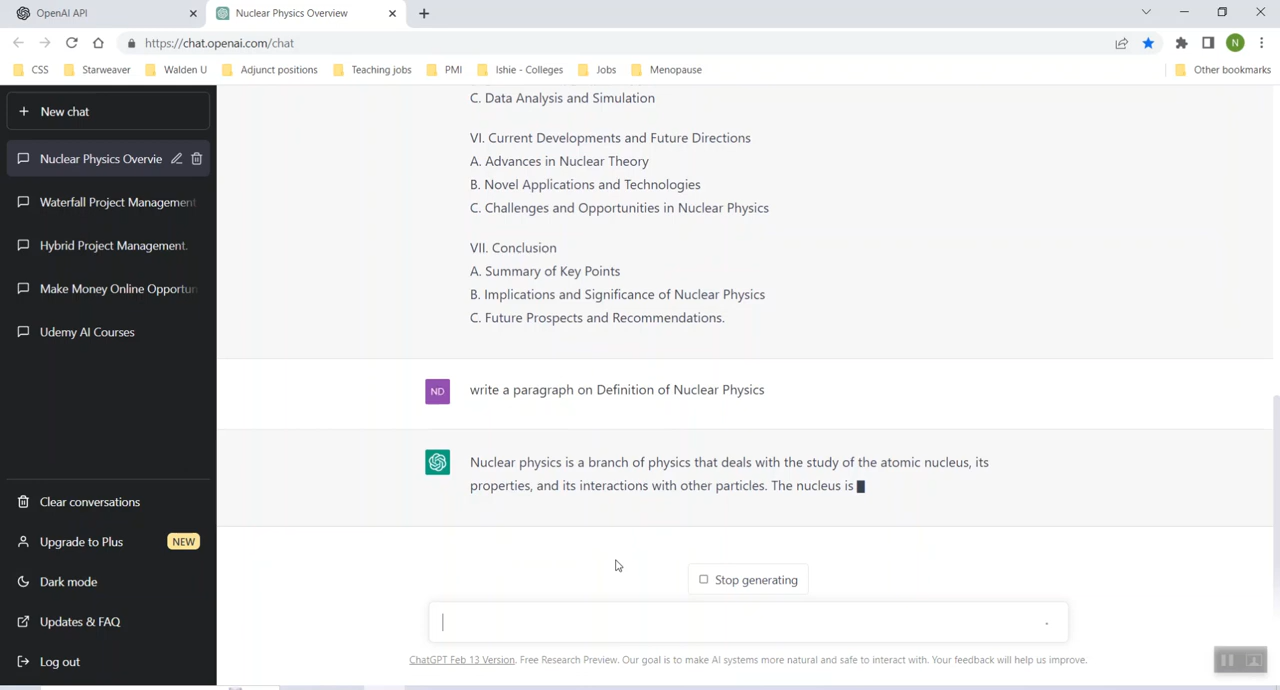 OpenAI API
Nuclear Physics Overview
https://chat.openai.com/chat
N
CSS
Starweaver
Walden U
Adjunct positions
Teaching jobs
PMI
Ishie - Colleges
Jobs
Menopause
Other bookmarks
New chat
Nuclear Physics Overvie
Waterfall Project Management
Hybrid Project Management.
Make Money Online Opportun
Udemy AI Courses
Clear conversations
Upgrade to Plus NEW
Dark mode
Updates & FAQ
Log out
C. Data Analysis and Simulation
VI. Current Developments and Future Directions
A. Advances in Nuclear Theory
B. Novel Applications and Technologies
C. Challenges and Opportunities in Nuclear Physics
VII. Conclusion
A. Summary of Key Points
B. Implications and Significance of Nuclear Physics
C. Future Prospects and Recommendations.
ND
write a paragraph on Definition of Nuclear Physics
Nuclear physics is a branch of physics that deals with the study of the atomic nucleus, its
properties, and its interactions with other particles. The nucleus is
Stop generating
ChatGPT Feb 13 Version. Free Research Preview. Our goal is to make AI systems more natural and safe to interact with. Your feedback will help us improve.